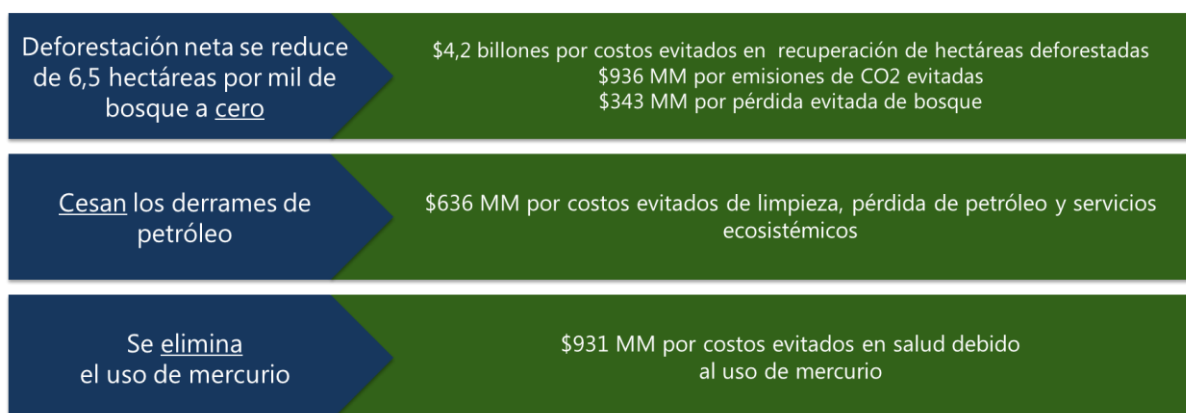 Deforestación neta se reduce
de 6,5 hectáreas por mil de
bosque a cero
$4,2 billones por costos evitados en recuperación de hectáreas deforestadas
$936 MM por emisiones de CO2 evitadas
$343 MM por pérdida evitada de bosque
Cesan los derrames de
petróleo
$636 MM por costos evitados de limpieza, pérdida de petróleo y servicios
ecosistémicos
Se elimina
el uso de mercurio
$931 MM por costos evitados en salud debido
al uso de mercurio